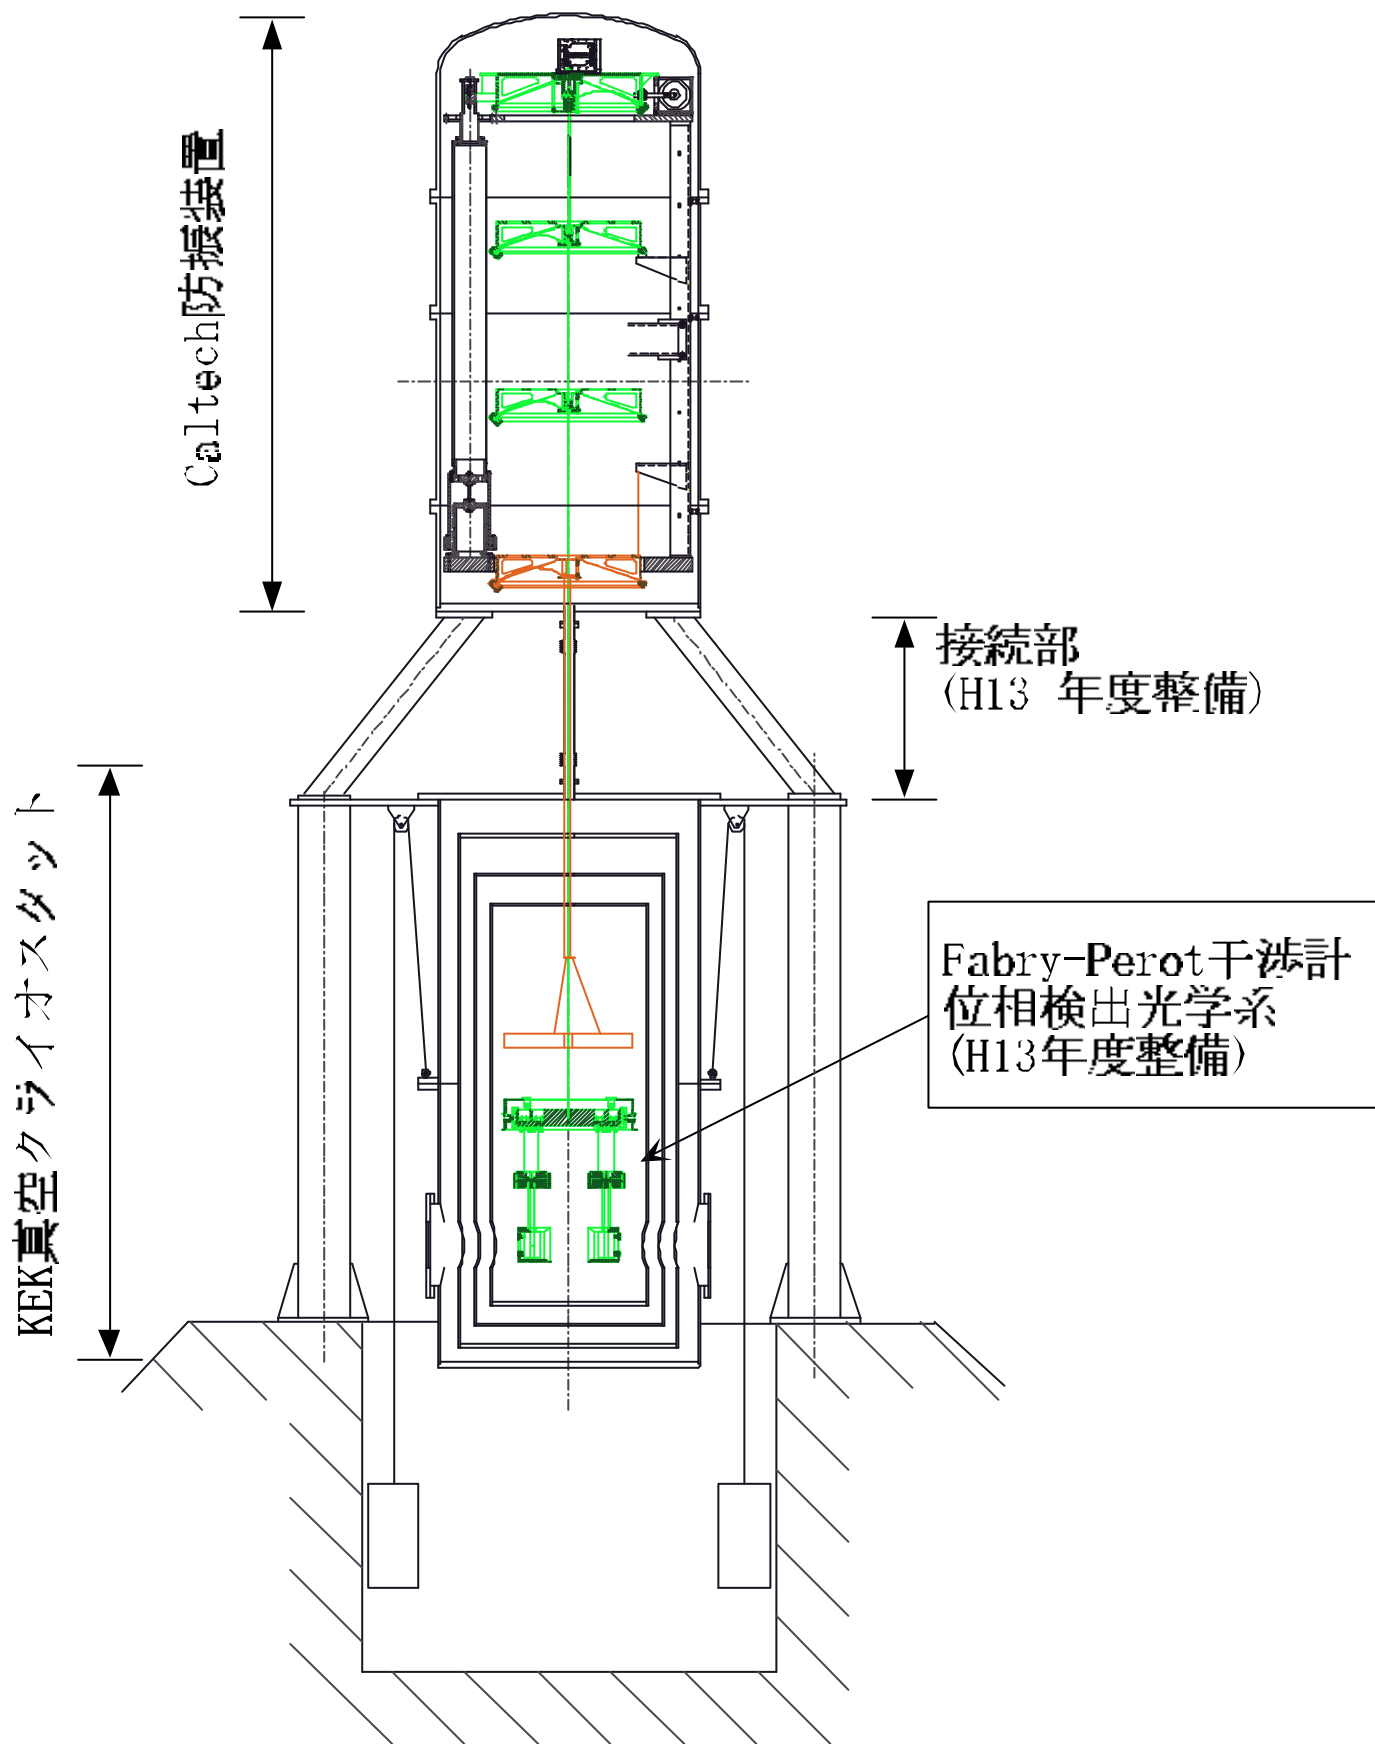 Caltech防振装置
接続部
(H13 年度整備)
KEK真空クライオスタット
Fabry-Perot干渉計
位相検出光学系
(H13年度整備)